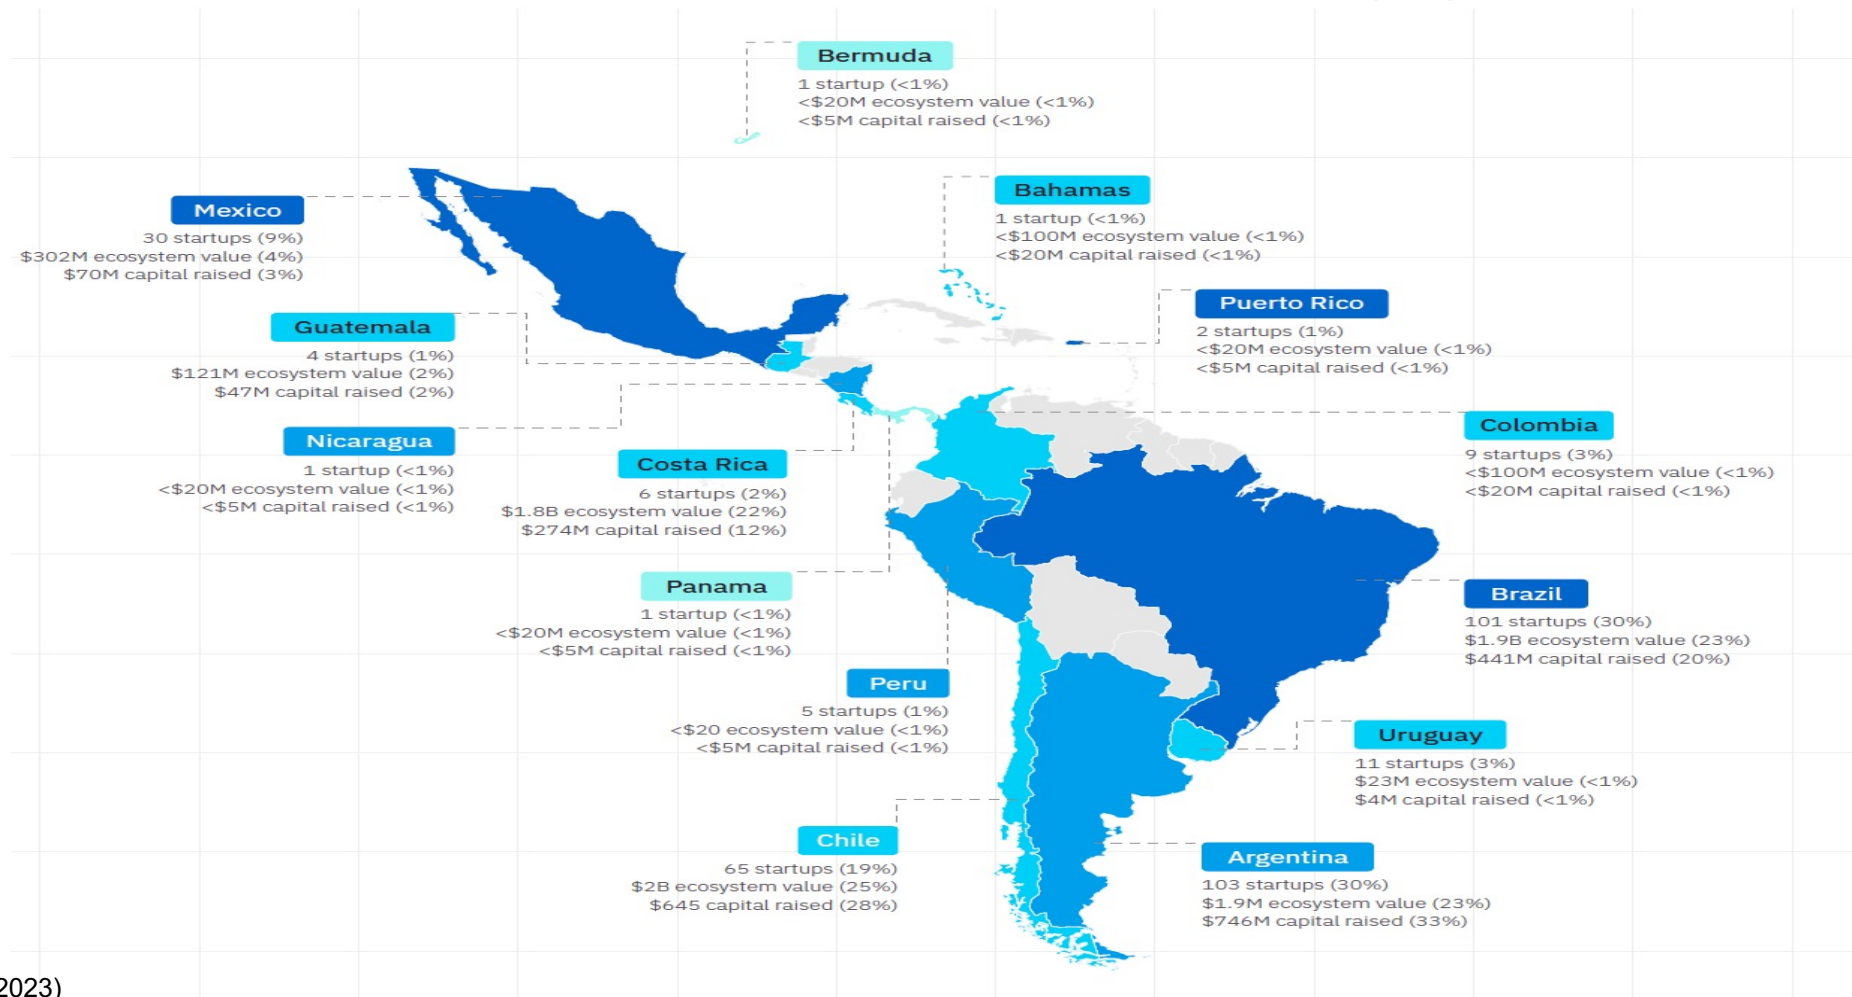 Bermuda
1 startup (<1%)
<$20M ecosystem value (<1%)
<$5M capital raised (<1%)
Bahamas
1 startup (<1%)
<$100M ecosystem value (<1%)
<$20M capital raised (<1%)
Mexico
30 startups (9%)
$302M ecosystem value (4%)
$70M capital raised (3%)
Puerto Rico
2 startups (1%)
<$20M ecosystem value (<1%)
<$5M capital raised (<1%)
Guatemala
4 startups (1%)
$121M ecosystem value (2%)
$47M capital raised (2%)
Colombia
9 startups (3%)
<$100M ecosystem value (<1%)
<$20M capital raised (<1%)
Nicaragua
1 startup (<1%)
<$20M ecosystem value (<1%)
<$5M capital raised (<1%)
Costa Rica
6 startups (2%)
$1.8B ecosystem value (22%)
$274M capital raised (12%)
Panama
1 startup (<1%)
<$20M ecosystem value (<1%)
<$5M capital raised (<1%)
Brazil
101 startups (30%)
$1.9B ecosystem value (23%)
$441M capital raised (20%)
Peru
5 startups (1%)
<$20 ecosystem value (<1%)
<$5M capital raised (<1%)
Uruguay
11 startups (3%)
$23M ecosystem value (<1%)
$4M capital raised (<1%)
Chile
65 startups (19%)
$2B ecosystem value (25%)
$645 capital raised (28%)
Argentina
103 startups (30%)
$1.9M ecosystem value (23%)
$746M capital raised (33%)
2023)